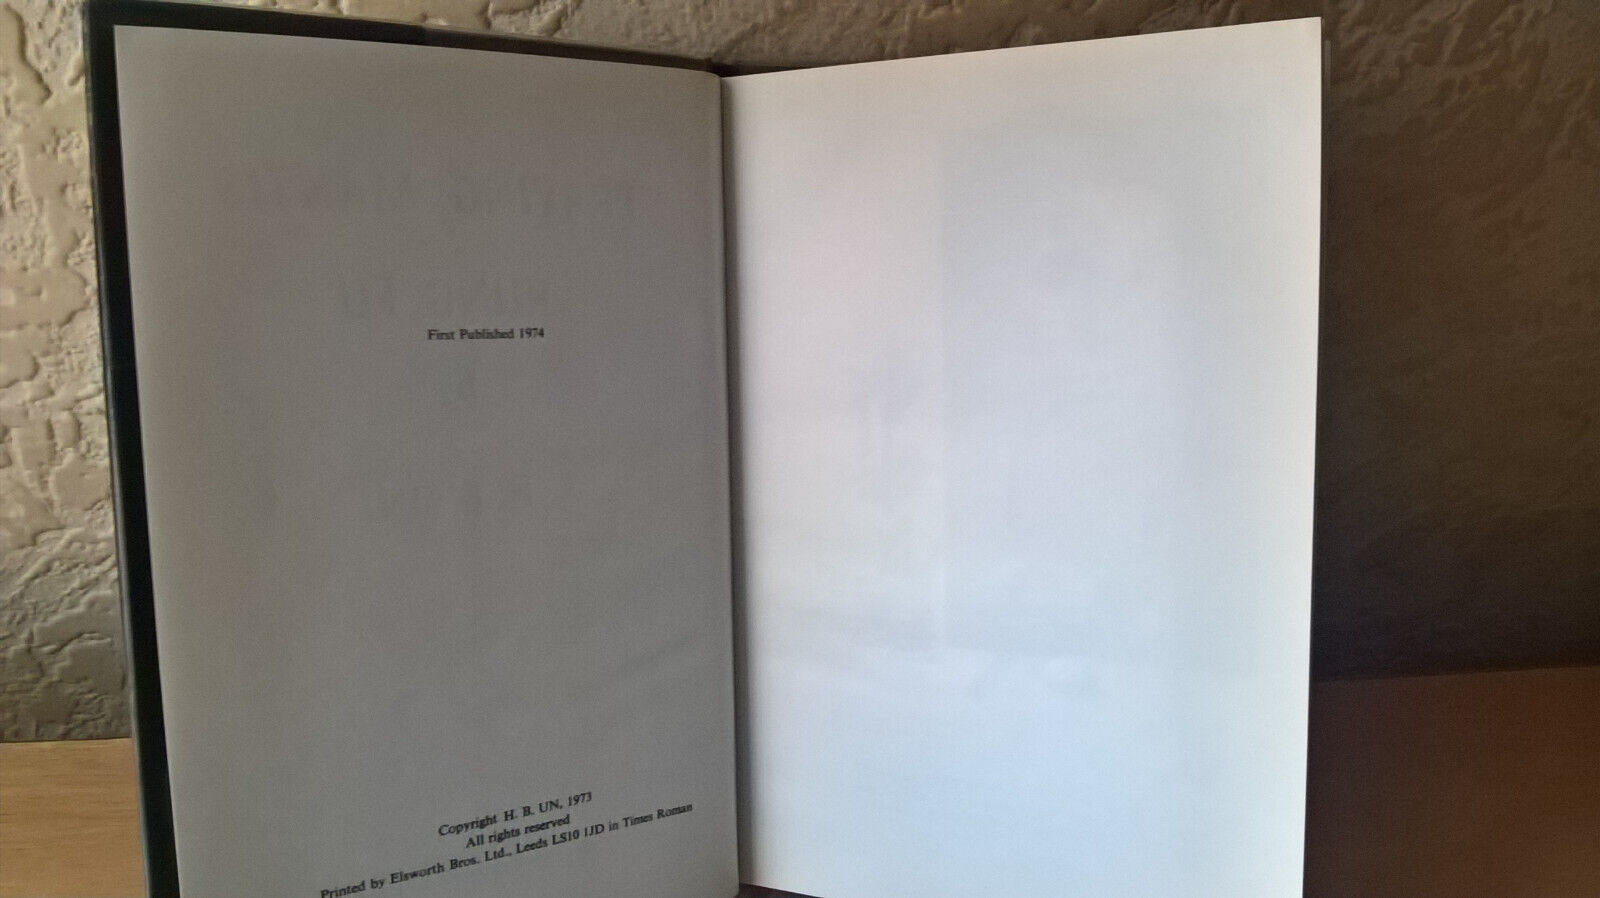 First Published 1974
Copyright H. B. UN, 1973
All rights reserved
Printed by Elsworth Bros. Ltd., Leeds LS10 1JD in Times Roman